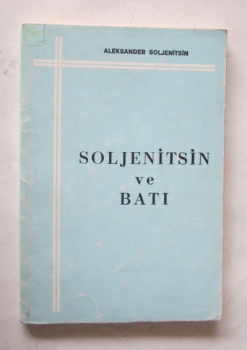 ALEKSANDER SOLJENİTSİN
SOLJENİTSİN
ve
BATI